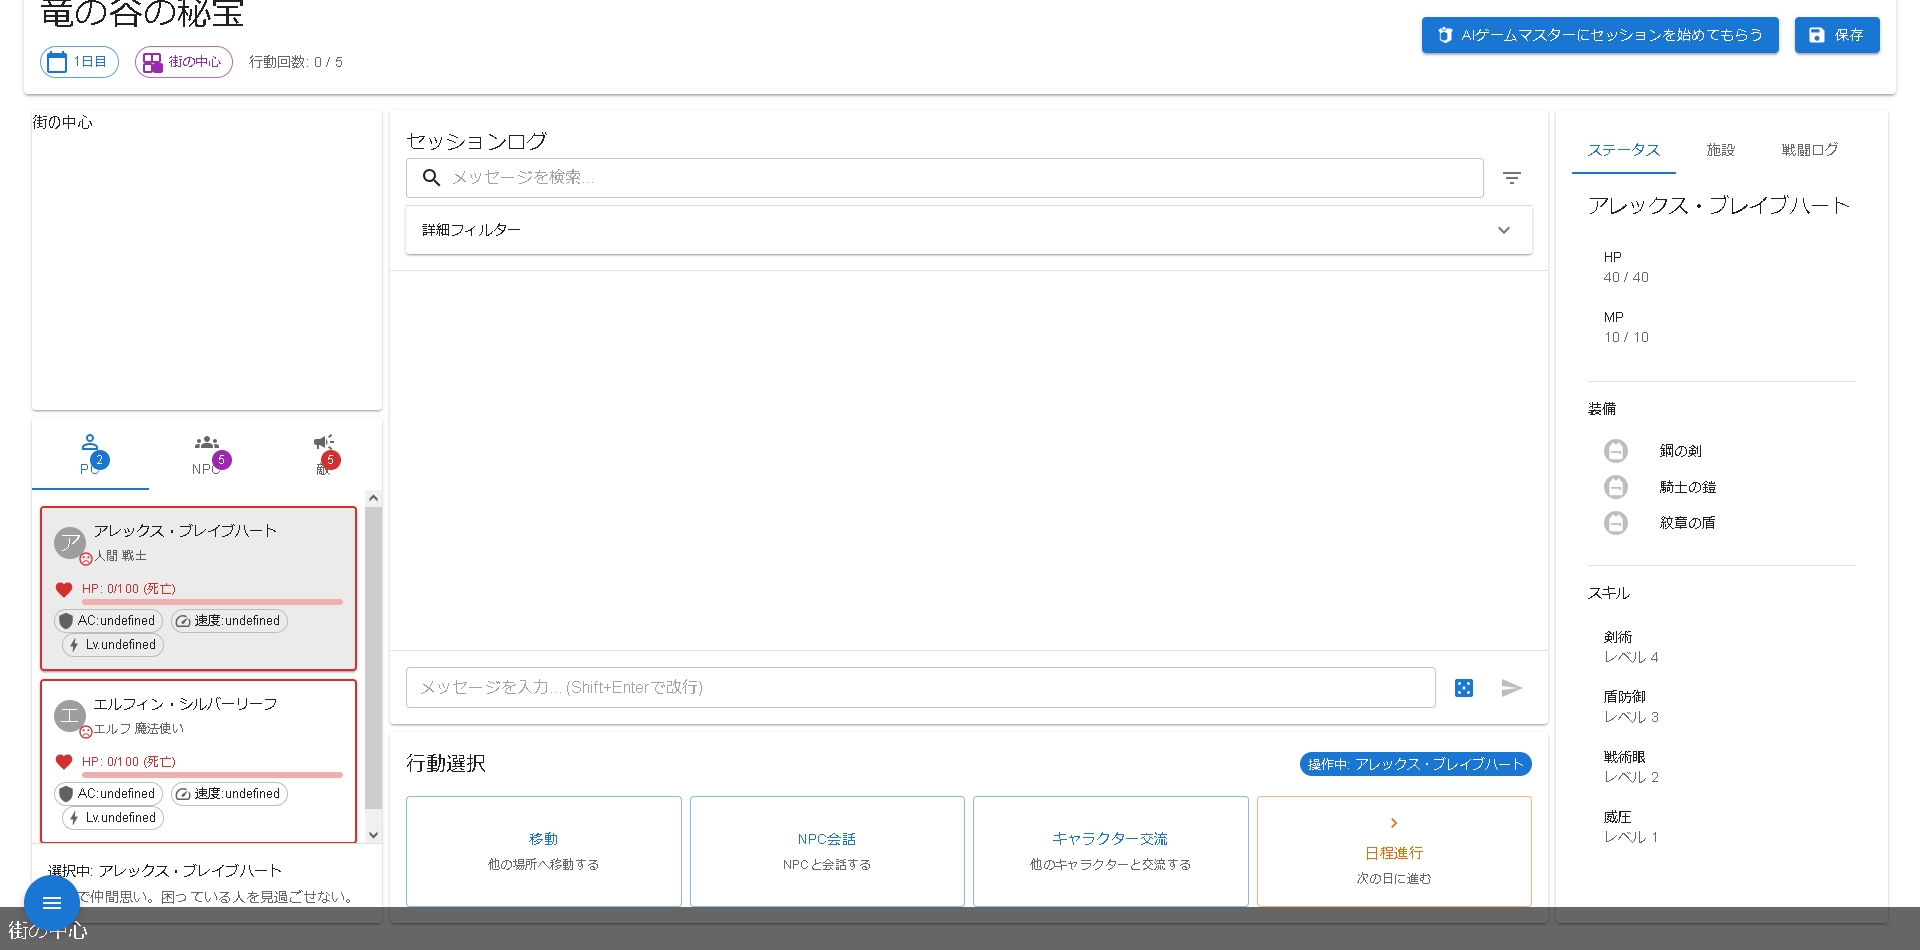 竜の谷の秘宝
1日目
街の中心
行動回数: 0 / 5
AIゲームマスターにセッションを始めてもらう
保存
街の中心
PC
2
NPC
5
敵
5
アレックス・ブレイブハート
ア
人間 戦士
HP: 0/100 (死亡)
AC:undefined
速度:undefined
Lv.undefined
エルフィン・シルバーリーフ
エ
エルフ 魔法使い
HP: 0/100 (死亡)
AC:undefined
速度:undefined
Lv.undefined
選択中: アレックス・ブレイブハート
で仲間思い。困っている人を見過ごせない。
セッションログ
メッセージを検索...
詳細フィルター
メッセージを入力... (Shift+Enterで改行)
行動選択
操作中: アレックス・ブレイブハート
移動
他の場所へ移動する
NPC会話
NPCと会話する
キャラクター交流
他のキャラクターと交流する
日程進行
次の日に進む
ステータス
施設
戦闘ログ
アレックス・ブレイブハート
HP
40 / 40
MP
10 / 10
装備
鋼の剣
騎士の鎧
紋章の盾
スキル
剣術
レベル 4
盾防御
レベル 3
戦術眼
レベル 2
威圧
レベル 1
街の中心